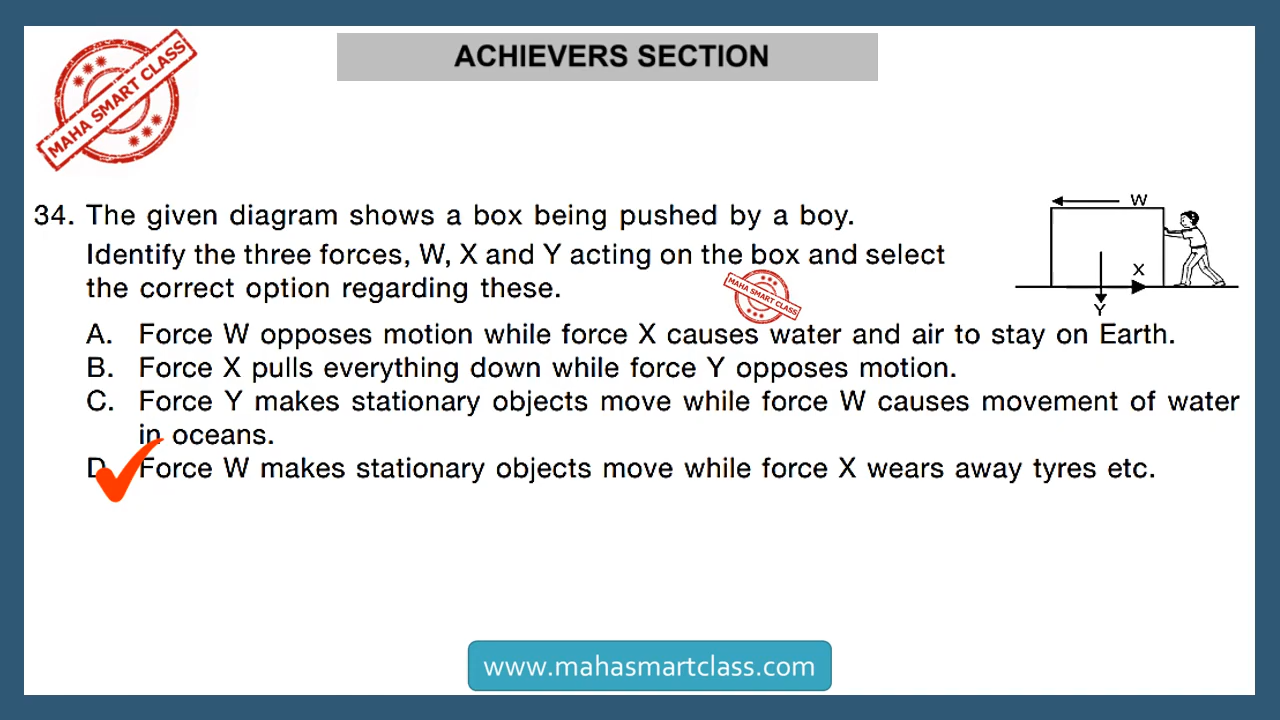 MAHA SMART CLASS
ACHIEVERS SECTION
34. The given diagram shows a box being pushed by a boy.
Identify the three forces, W, X and Y acting on the box and select
the correct option regarding these.
W
X
Y
MAHA SMART CLASS
A. Force W opposes motion while force X causes water and air to stay on Earth.
B. Force X pulls everything down while force Y opposes motion.
C. Force Y makes stationary objects move while force W causes movement of water
in oceans.
D. Force W makes stationary objects move while force X wears away tyres etc.
www.mahasmartclass.com